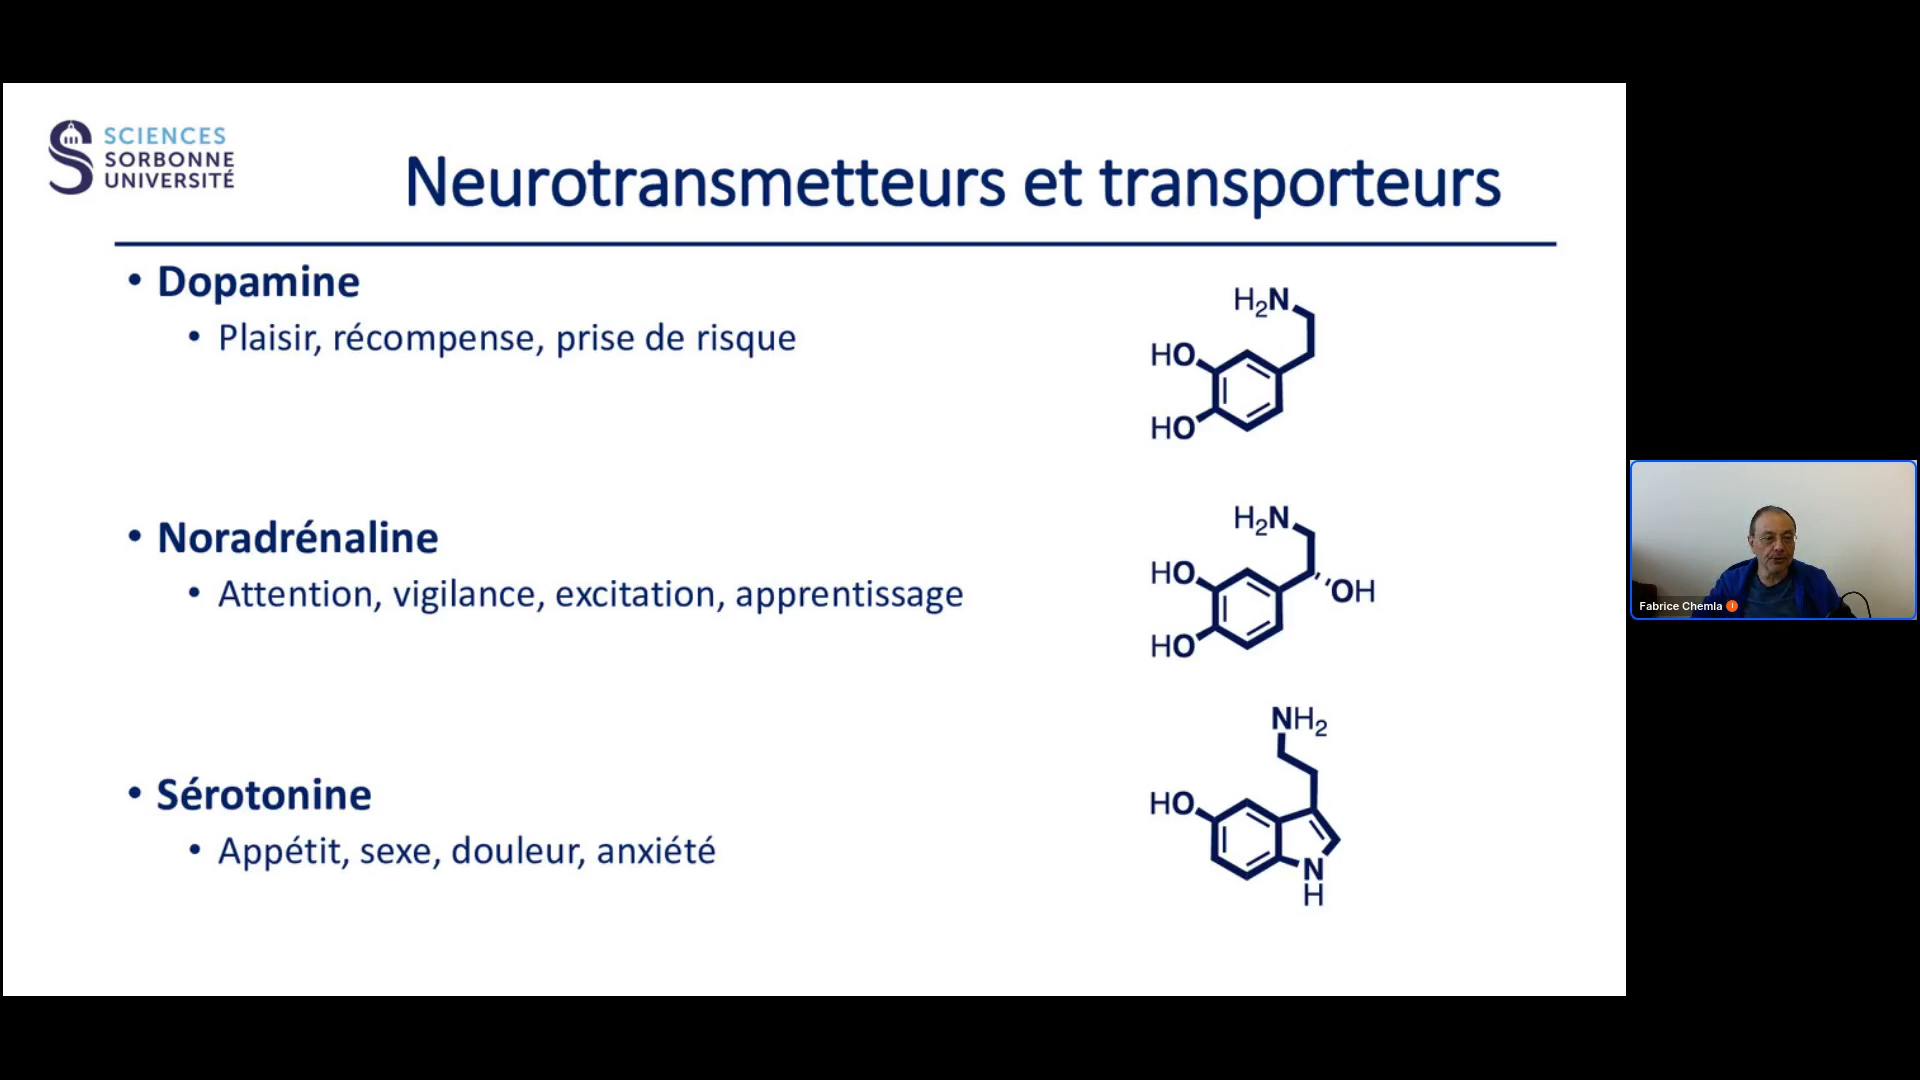 SCIENCES
SORBONNE
UNIVERSITÉ
Neurotransmetteurs et transporteurs
• Dopamine
• Plaisir, récompense, prise de risque
H2N
HO
HO
• Noradrénaline
• Attention, vigilance, excitation, apprentissage
H2N
HO
OH
HO
• Sérotonine
• Appétit, sexe, douleur, anxiété
NH2
HO
N
H
Fabrice Chemla